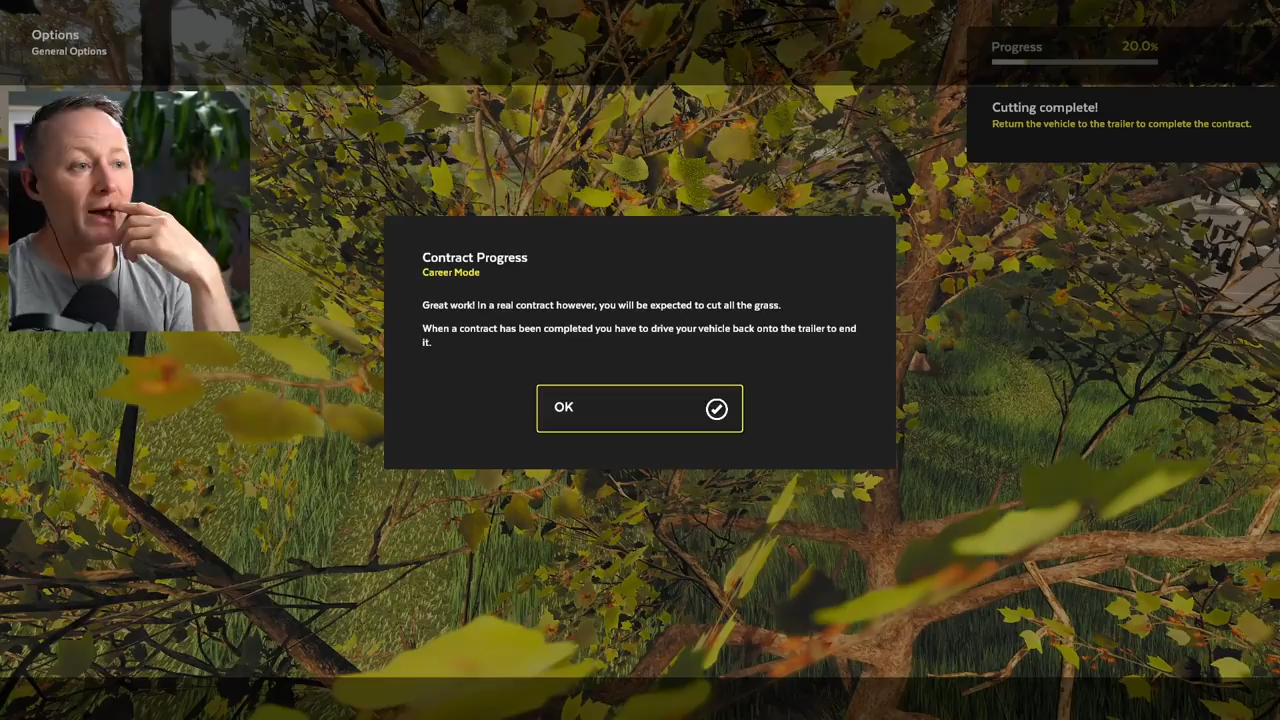 Options
General Options
Progress 20.0%
Cutting complete!
Return the vehicle to the trailer to complete the contract.
Contract Progress
Career Mode
Great work! In a real contract however, you will be expected to cut all the grass.
When a contract has been completed you have to drive your vehicle back onto the trailer to end
it.
OK